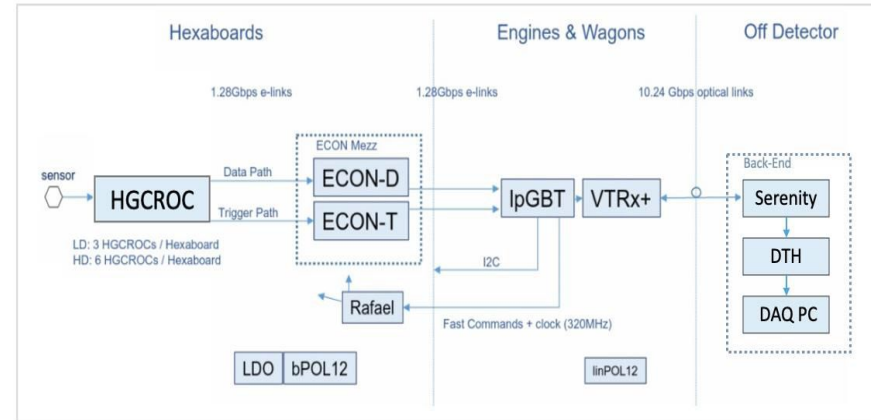 Hexaboards
Engines & Wagons
Off Detector
1.28Gbps e-links
1.28Gbps e-links
10.24 Gbps optical links
ECON Mezz
Back-End
sensor
HGCROC
Data Path
Trigger Path
ECON-D
ECON-T
lpGBT
VTRx+
Serenity
DTH
DAQ PC
LD: 3 HGCROCs / Hexaboard
HD: 6 HGCROCs / Hexaboard
I2C
Rafael
Fast Commands + clock (320MHz)
LDO
bPOL12
linPOL12